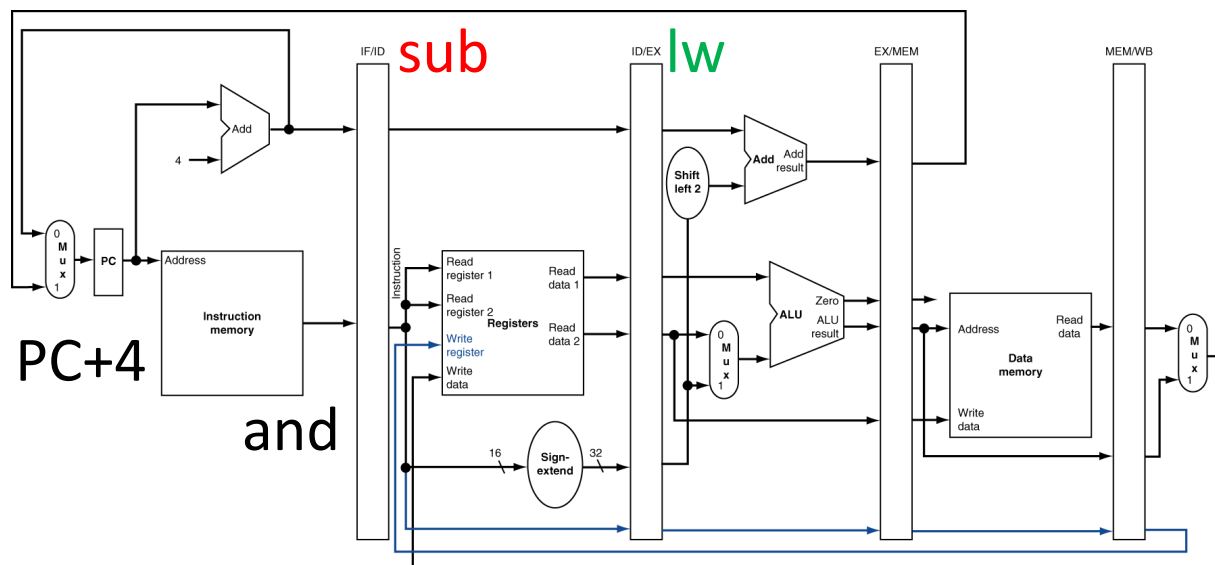 IF/ID
sub
ID/EX
lw
EX/MEM
MEM/WB
Add
4
Add
Add
result
Shift
left 2
0
M
u
x
1
PC
Address
Instruction
memory
Instruction
Read
register 1
Read
register 2
Write
register
Write
data
Registers
Read
data 1
Read
data 2
0
M
u
x
1
Zero
ALU
ALU
result
Address
Read
data
Data
memory
Write
data
0
M
u
x
1
PC+4
and
16
Sign-
extend
32